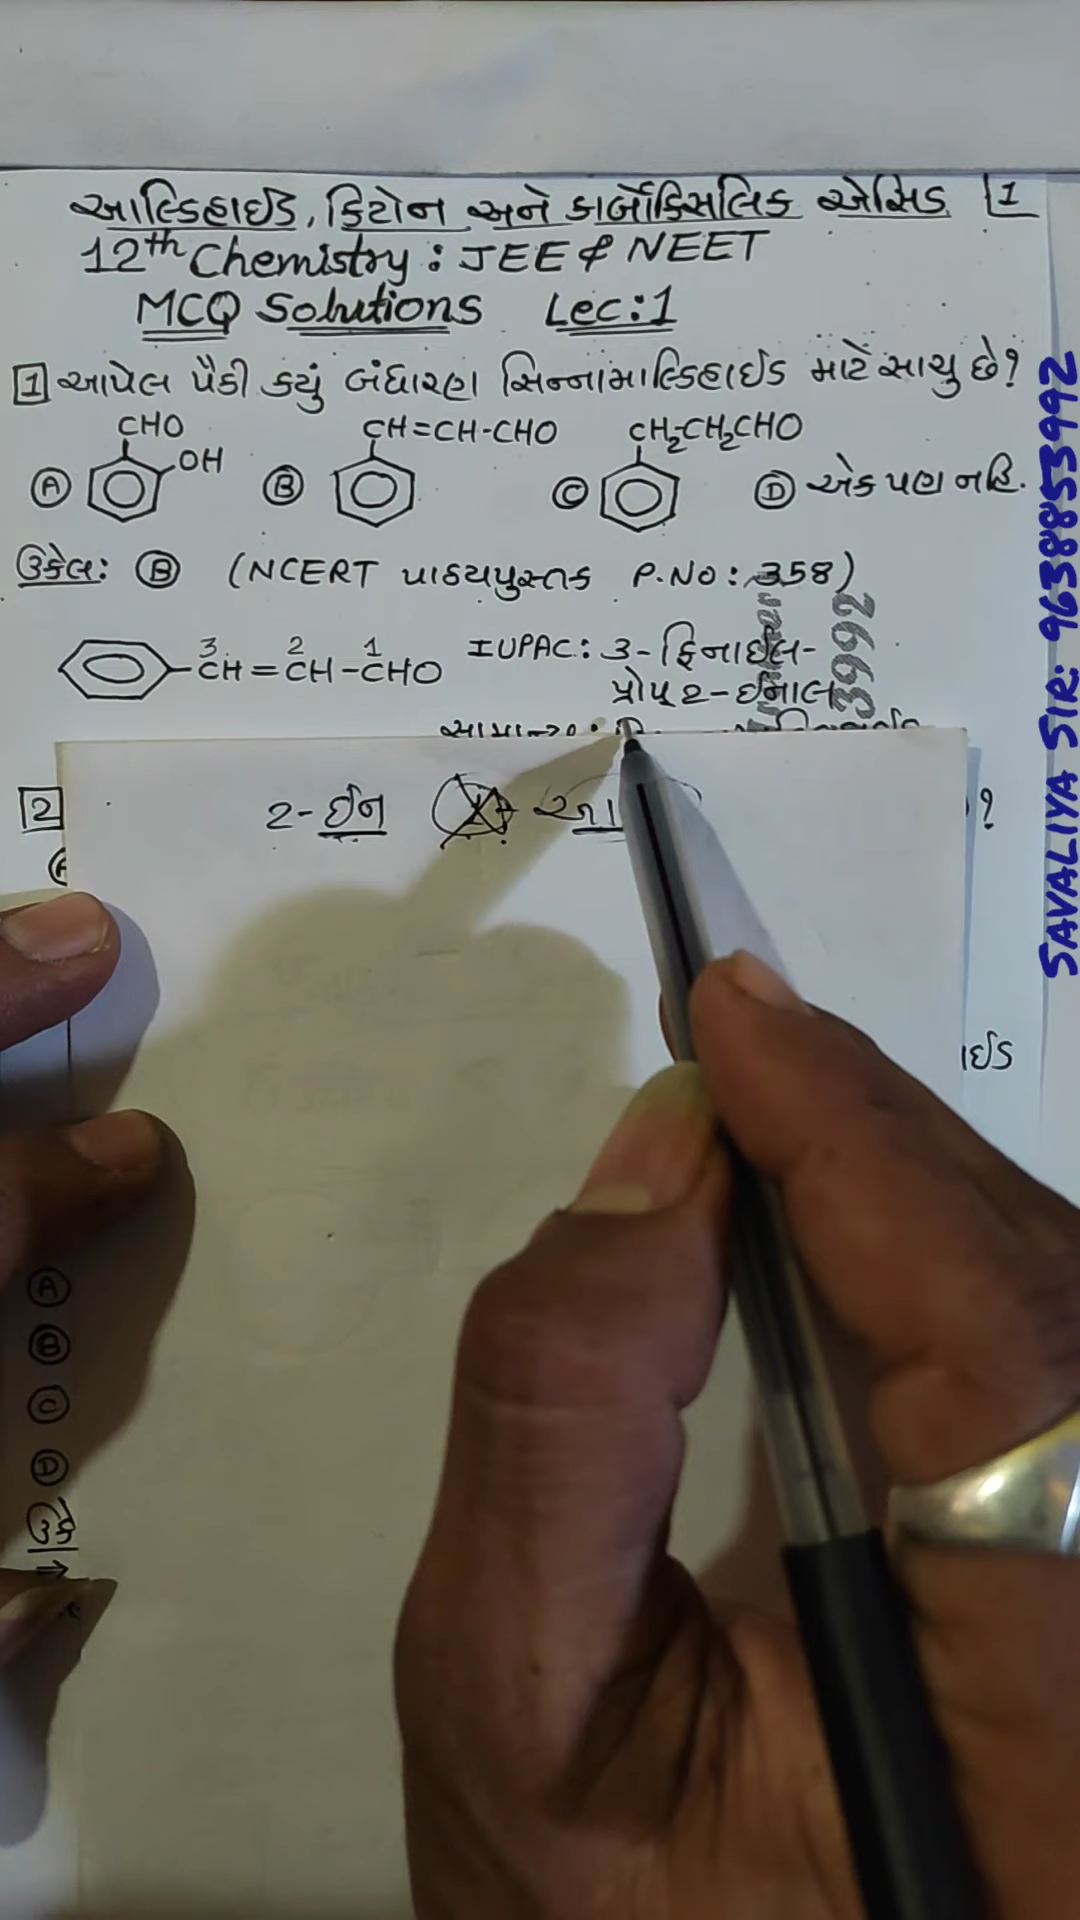 આલ્ડિહાઈડ, કિટોન અને કાર્બોક્સિલિક એસિડ 1
12th Chemistry : JEE & NEET
MCQ Solutions Lec:1
1 આપેલ પૈકી કયું બંધારણ સિન્નામાલ્ડિહાઈડ માટે સાચુ છે?
A CHO OH B CH=CH-CHO C CH2CH2CHO D એક પણ નહિ.
ઉકેલ: B (NCERT પાઠયપુસ્તક P.NO: 358)
3 2 1
CH=CH-CHO IUPAC: 3-ફિનાઈલ-
પ્રોપ્ 2-ઈનાલ
2 2-ઈન ?
ાઈડ
A
B
C
D
SAVALIYA SIR: 9638853992